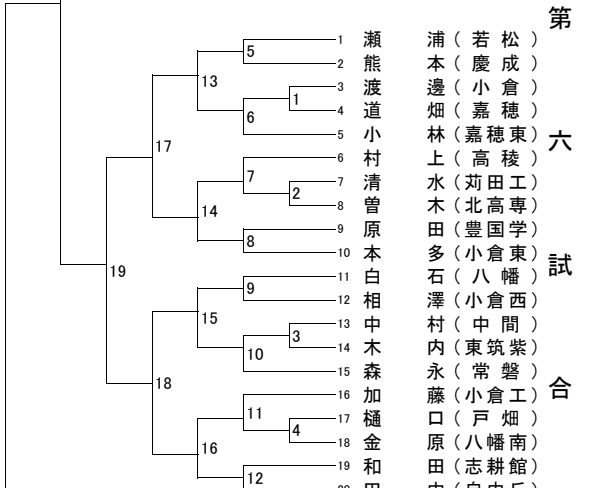 第六試合
1 瀬 浦 ( 若 松 )
2 熊 本 ( 慶 成 )
3 渡 邊 ( 小 倉 )
4 道 畑 ( 嘉 穂 )
5 小 林 ( 嘉穂東 )
6 村 上 ( 高 稜 )
7 清 水 ( 苅田工 )
8 曽 木 ( 北高専 )
9 原 田 ( 豊国学 )
10 本 多 ( 小倉東 )
11 白 石 ( 八 幡 )
12 相 澤 ( 小倉西 )
13 中 村 ( 中 間 )
14 木 内 ( 東筑紫 )
15 森 永 ( 常 磐 )
16 加 藤 ( 小倉工 )
17 樋 口 ( 戸 畑 )
18 金 原 ( 八幡南 )
19 和 田 ( 志耕館 )
5
13
1
6
17
7
2
14
8
19
9
15
3
10
18
11
4
16
12